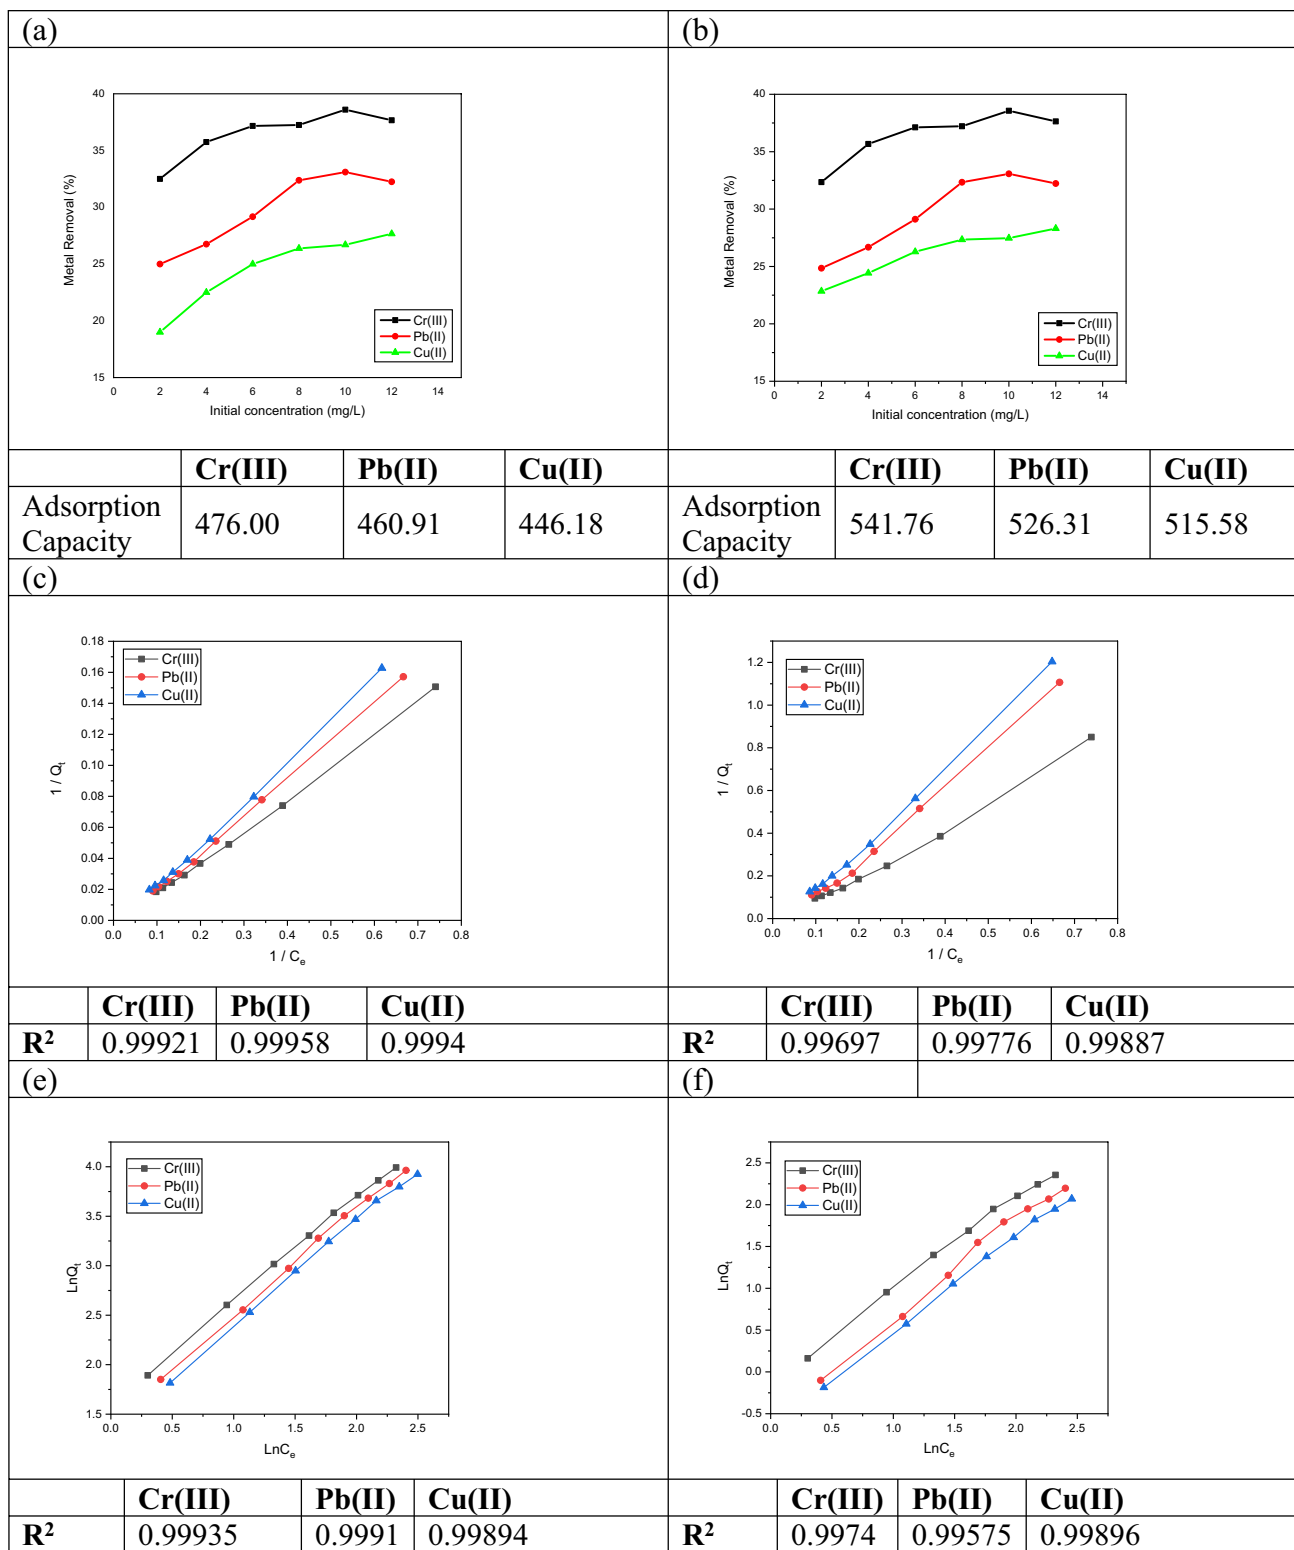 (a)
(b)
40
35
30
25
20
15
0
2
4
6
8
10
12
14
Metal Removal (%)
Initial concentration (mg/L)
Cr(III)
Pb(II)
Cu(II)
40
35
30
25
20
15
0
2
4
6
8
10
12
14
Metal Removal (%)
Initial concentration (mg/L)
Cr(III)
Pb(II)
Cu(II)
Cr(III) Pb(II) Cu(II)
Adsorption
Capacity
476.00 460.91 446.18
Cr(III) Pb(II) Cu(II)
Adsorption
Capacity
541.76 526.31 515.58
(c)
(d)
0.18
0.16
0.14
0.12
0.10
0.08
0.06
0.04
0.02
0.00
0.0 0.1 0.2 0.3 0.4 0.5 0.6 0.7 0.8
1 / Qt
1 / Ce
Cr(III)
Pb(II)
Cu(II)
1.2
1.0
0.8
0.6
0.4
0.2
0.0
0.0 0.1 0.2 0.3 0.4 0.5 0.6 0.7 0.8
1 / Qt
1 / Ce
Cr(III)
Pb(II)
Cu(II)
Cr(III) Pb(II) Cu(II)
R² 0.99921 0.99958 0.9994
Cr(III) Pb(II) Cu(II)
R² 0.99697 0.99776 0.99887
(e)
(f)
4.0
3.5
3.0
2.5
2.0
1.5
0.0 0.5 1.0 1.5 2.0 2.5
LnQt
LnCe
Cr(III)
Pb(II)
Cu(II)
2.5
2.0
1.5
1.0
0.5
0.0
-0.5
0.0 0.5 1.0 1.5 2.0 2.5
LnQt
LnCe
Cr(III)
Pb(II)
Cu(II)
Cr(III) Pb(II) Cu(II)
R² 0.99935 0.9991 0.99894
Cr(III) Pb(II) Cu(II)
R² 0.9974 0.99575 0.99896